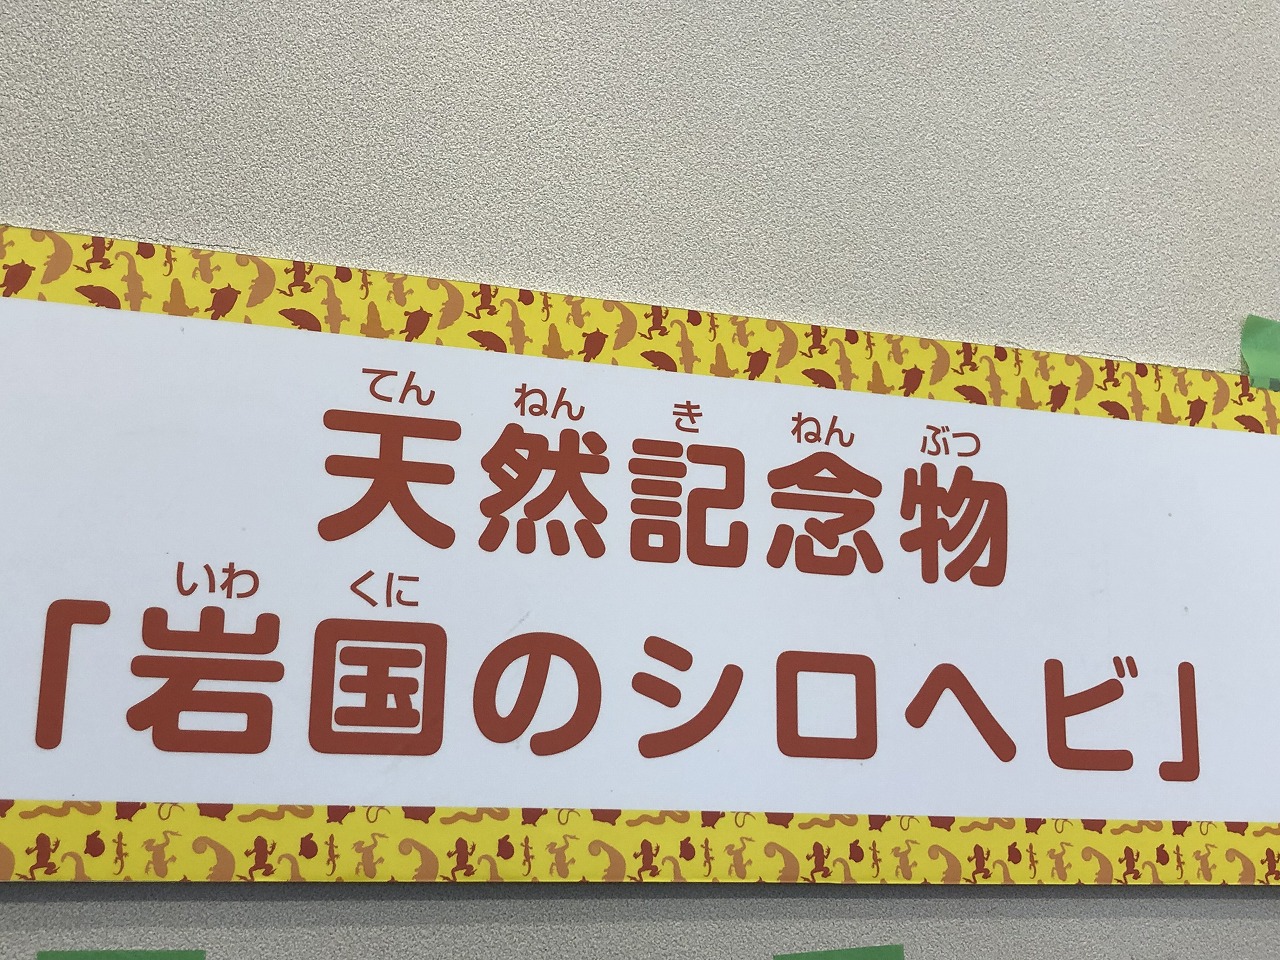 てん ねん き ねん ぶつ
天然記念物
いわ くに
「岩国のシロヘビ」